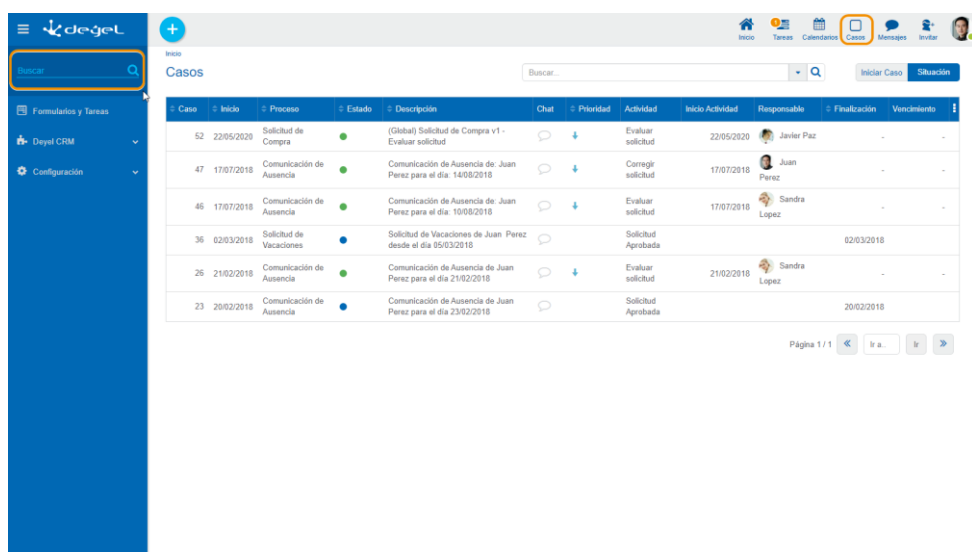 deyel
Inicio
1
Tareas
Calendarios
Casos
Mensajes
Invitar
Buscar
Formularios y Tareas
Deyel CRM
Configuración
Inicio
Casos
Buscar...
Iniciar Caso
Situación
Caso Inicio Proceso Estado Descripción Chat Prioridad Actividad Inicio Actividad Responsable Finalización Vencimiento
52 22/05/2020 Solicitud de Compra (Global) Solicitud de Compra v1 - Evaluar solicitud Evaluar solicitud 22/05/2020 Javier Paz - -
47 17/07/2018 Comunicación de Ausencia Comunicación de Ausencia de: Juan Perez para el día: 14/08/2018 Corregir solicitud 17/07/2018 Juan Perez - -
46 17/07/2018 Comunicación de Ausencia Comunicación de Ausencia de: Juan Perez para el día: 10/08/2018 Evaluar solicitud 17/07/2018 Sandra Lopez - -
36 02/03/2018 Solicitud de Vacaciones Solicitud de Vacaciones de Juan Perez desde el día 05/03/2018 Solicitud Aprobada 02/03/2018
26 21/02/2018 Comunicación de Ausencia Comunicación de Ausencia de Juan Perez para el día 21/02/2018 Evaluar solicitud 21/02/2018 Sandra Lopez - -
23 20/02/2018 Comunicación de Ausencia Comunicación de Ausencia de Juan Perez para el día 23/02/2018 Solicitud Aprobada 20/02/2018
Página 1 / 1 « Ir a.. Ir »